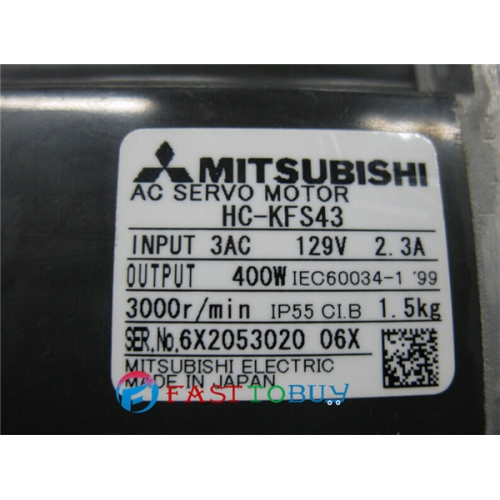 MITSUBISHI
AC SERVO MOTOR
HC-KFS43
INPUT 3AC 129V 2.3A
OUTPUT 400W IEC60034-1 '99
3000r/min IP55 CI.B 1.5kg
SER.No.6X2053020 06X
MITSUBISHI ELECTRIC
MADE IN JAPAN
FASTTOBUY